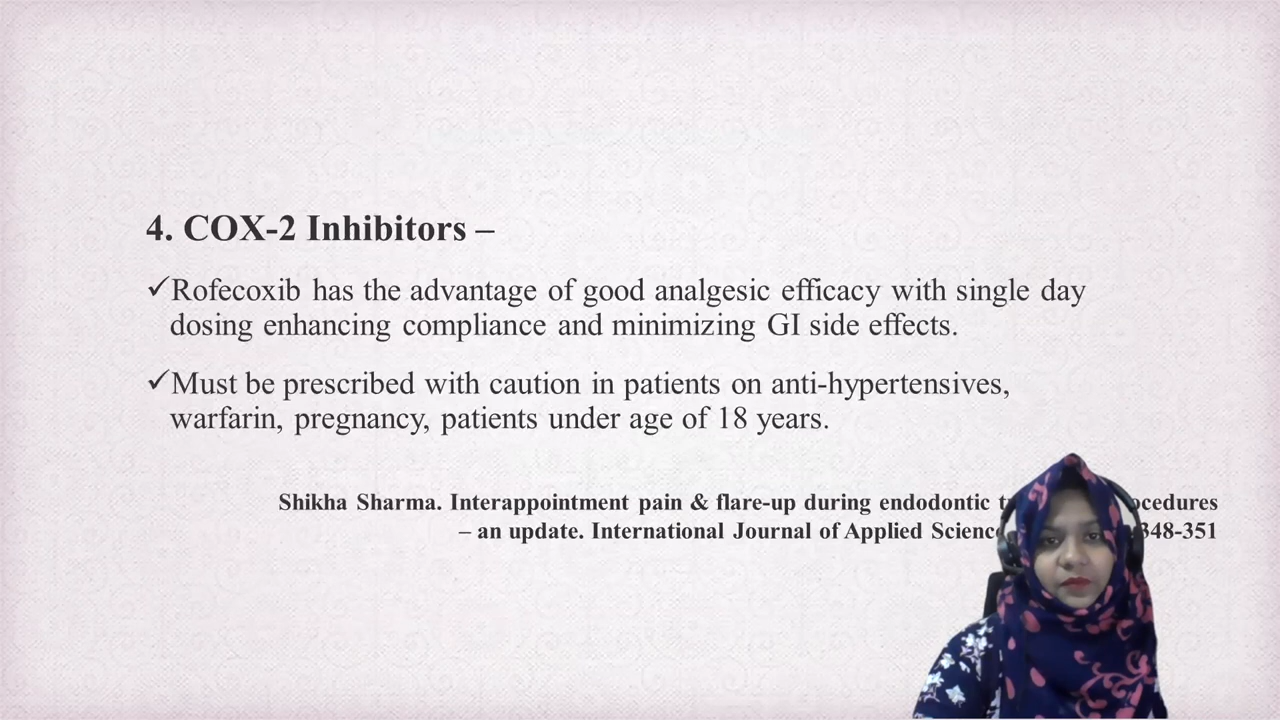 4. COX-2 Inhibitors –
✓Rofecoxib has the advantage of good analgesic efficacy with single day
dosing enhancing compliance and minimizing GI side effects.
✓Must be prescribed with caution in patients on anti-hypertensives,
warfarin, pregnancy, patients under age of 18 years.
Shikha Sharma. Interappointment pain & flare-up during endodontic
– an update. International Journal of Applied 348-351